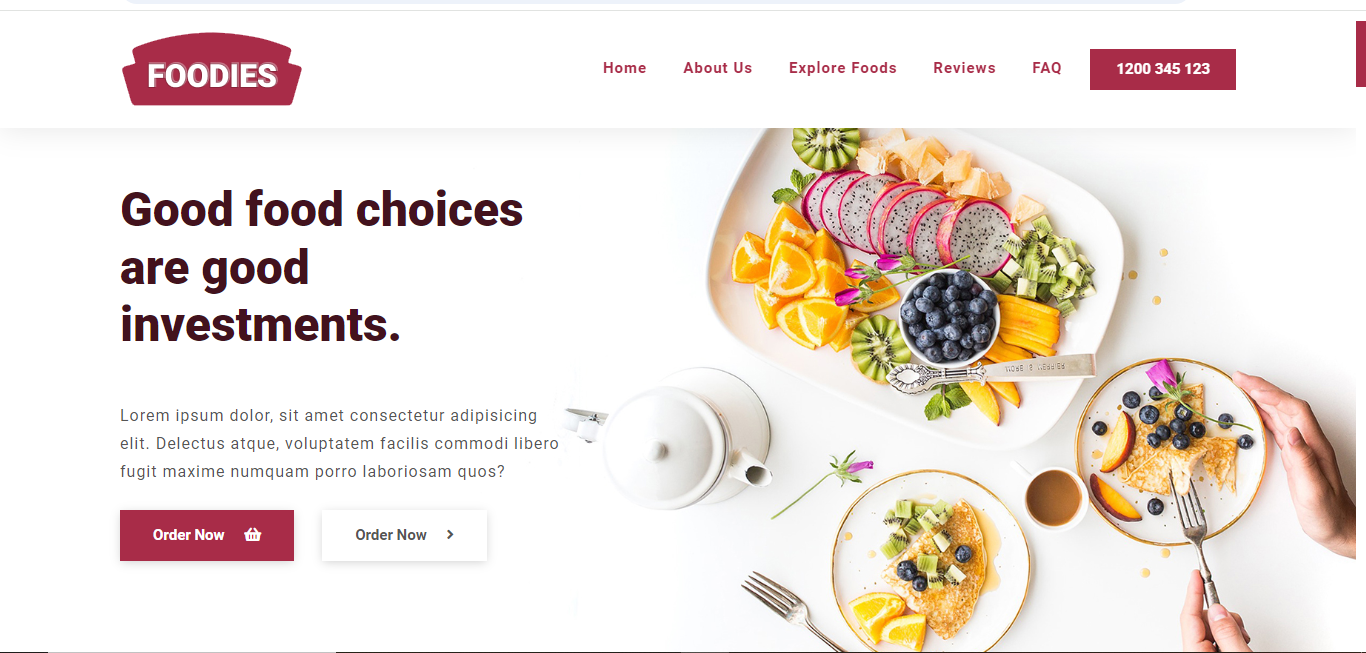 FOODIES
Home About Us Explore Foods Reviews FAQ 1200 345 123
Good food choices
are good
investments.
Lorem ipsum dolor, sit amet consectetur adipisicing
elit. Delectus atque, voluptatem facilis commodi libero
fugit maxime numquam porro laboriosam quos?
Order Now Order Now